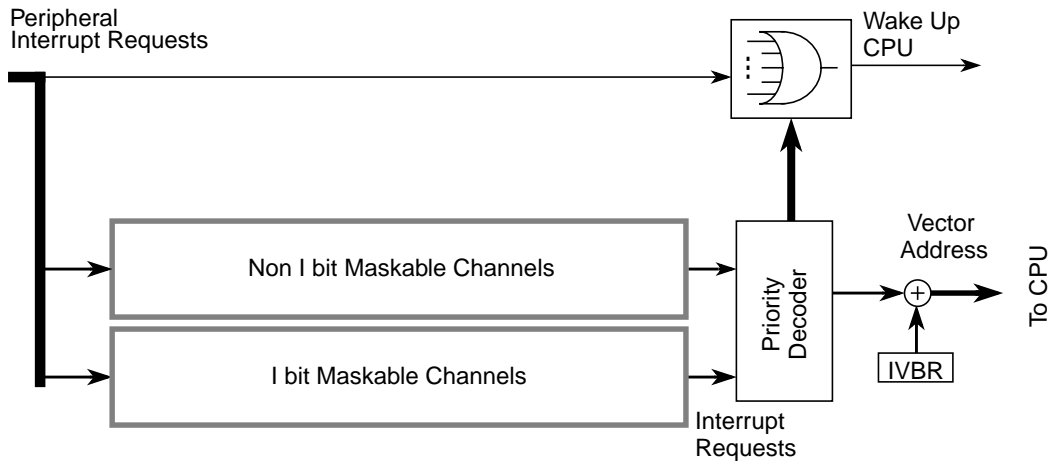 Peripheral
Interrupt Requests
Wake Up
CPU
Non I bit Maskable Channels
I bit Maskable Channels
Priority
Decoder
Interrupt
Requests
Vector
Address
+
IVBR
To CPU